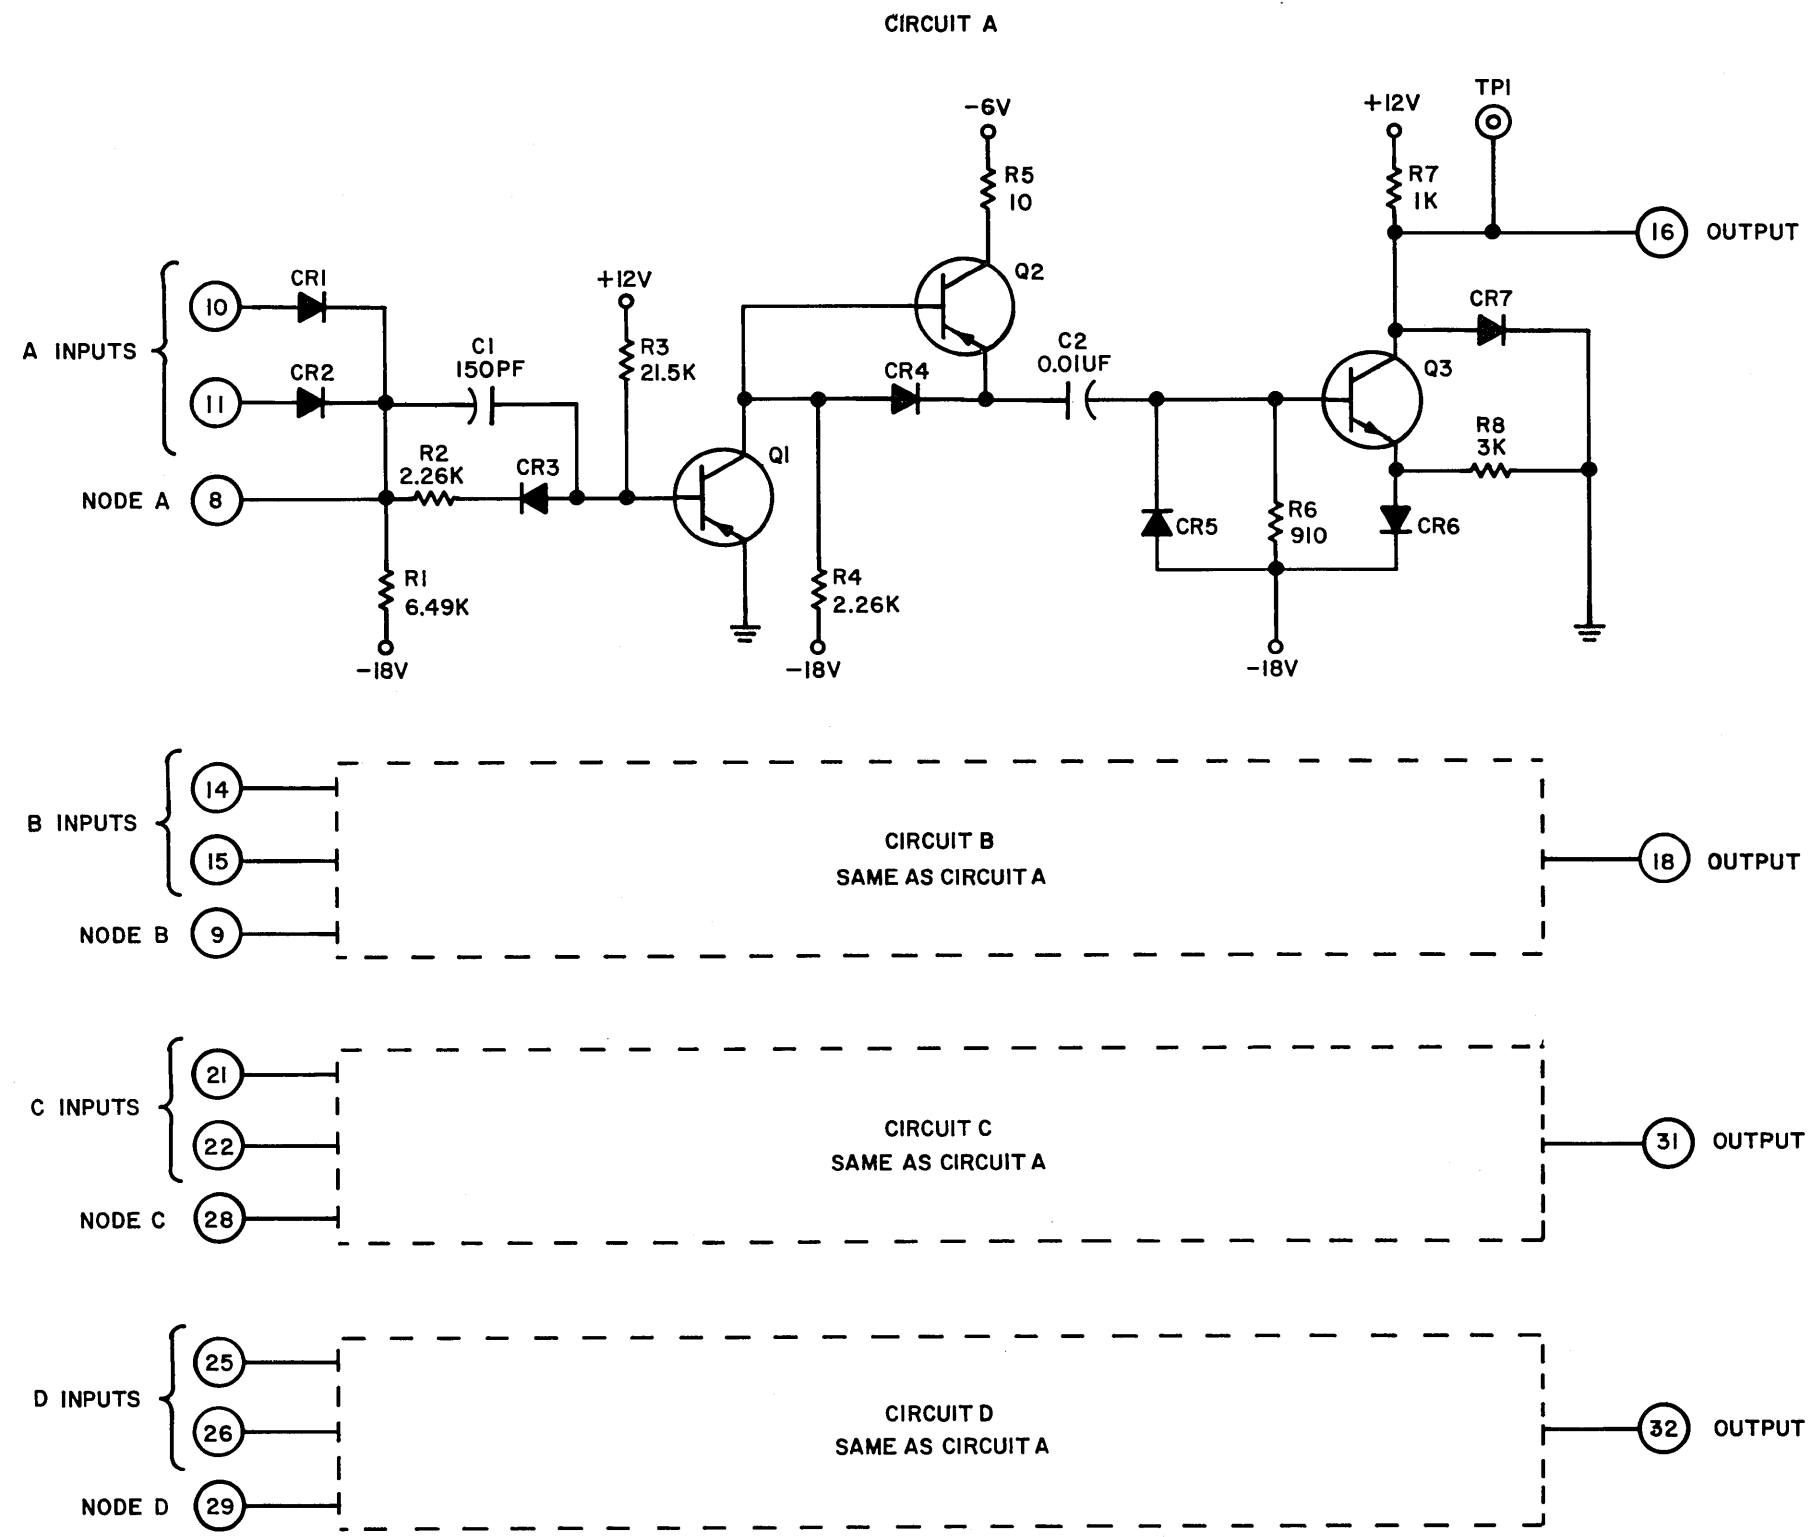 CIRCUIT A
TP1
-6V
+12V
R5
10
R7
1K
16 OUTPUT
Q2
CR1
+12V
10
CR7
A INPUTS
C1
150PF
R3
21.5K
C2
0.01UF
CR2
CR4
Q3
11
R8
3K
R2
2.26K
CR3
Q1
NODE A 8
R6
910
CR5
CR6
R1
6.49K
R4
2.26K
-18V
-18V
-18V
14
B INPUTS
CIRCUIT B
15
18 OUTPUT
SAME AS CIRCUIT A
NODE B 9
21
C INPUTS
CIRCUIT C
22
31 OUTPUT
SAME AS CIRCUIT A
NODE C 28
25
D INPUTS
CIRCUIT D
26
32 OUTPUT
SAME AS CIRCUIT A
NODE D 29